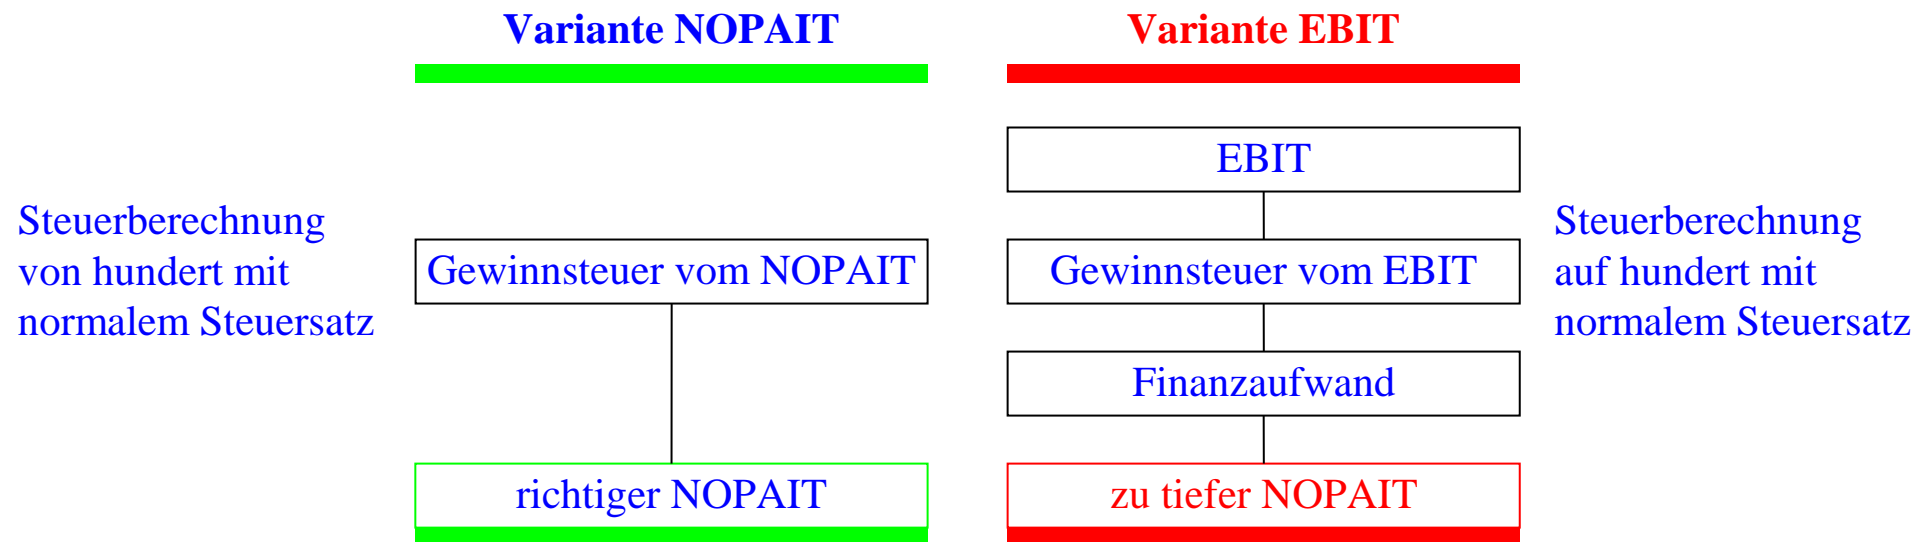 Variante NOPAIT
Variante EBIT
EBIT
Steuerberechnung
von hundert mit
normalem Steuersatz
Gewinnsteuer vom NOPAIT
Gewinnsteuer vom EBIT
Steuerberechnung
auf hundert mit
normalem Steuersatz
Finanzaufwand
richtiger NOPAIT
zu tiefer NOPAIT